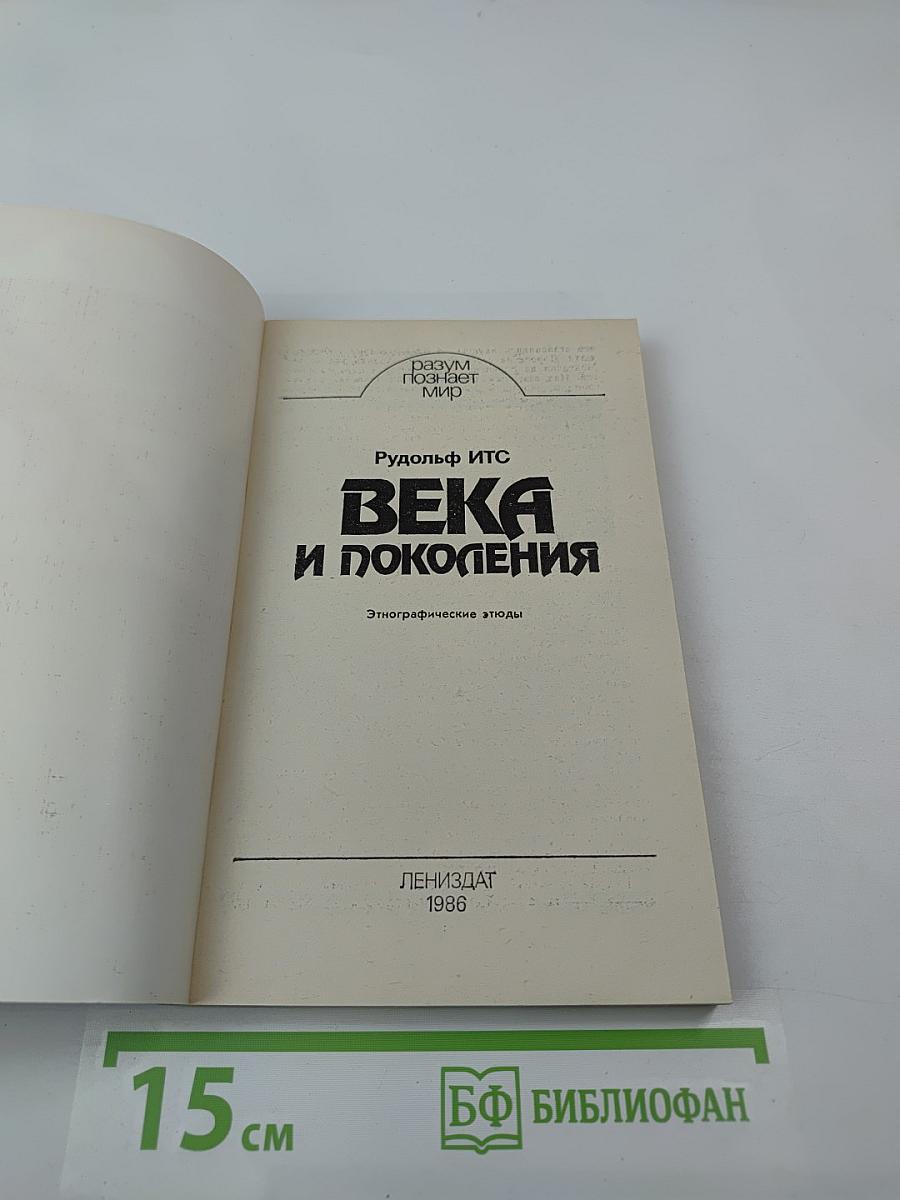 разум
познает
мир
Рудольф ИТС
ВЕКА
И ПОКОЛЕНИЯ
Этнографические этюды
ЛЕНИЗДАТ
1986
15 см
БФ БИБЛИОФАН